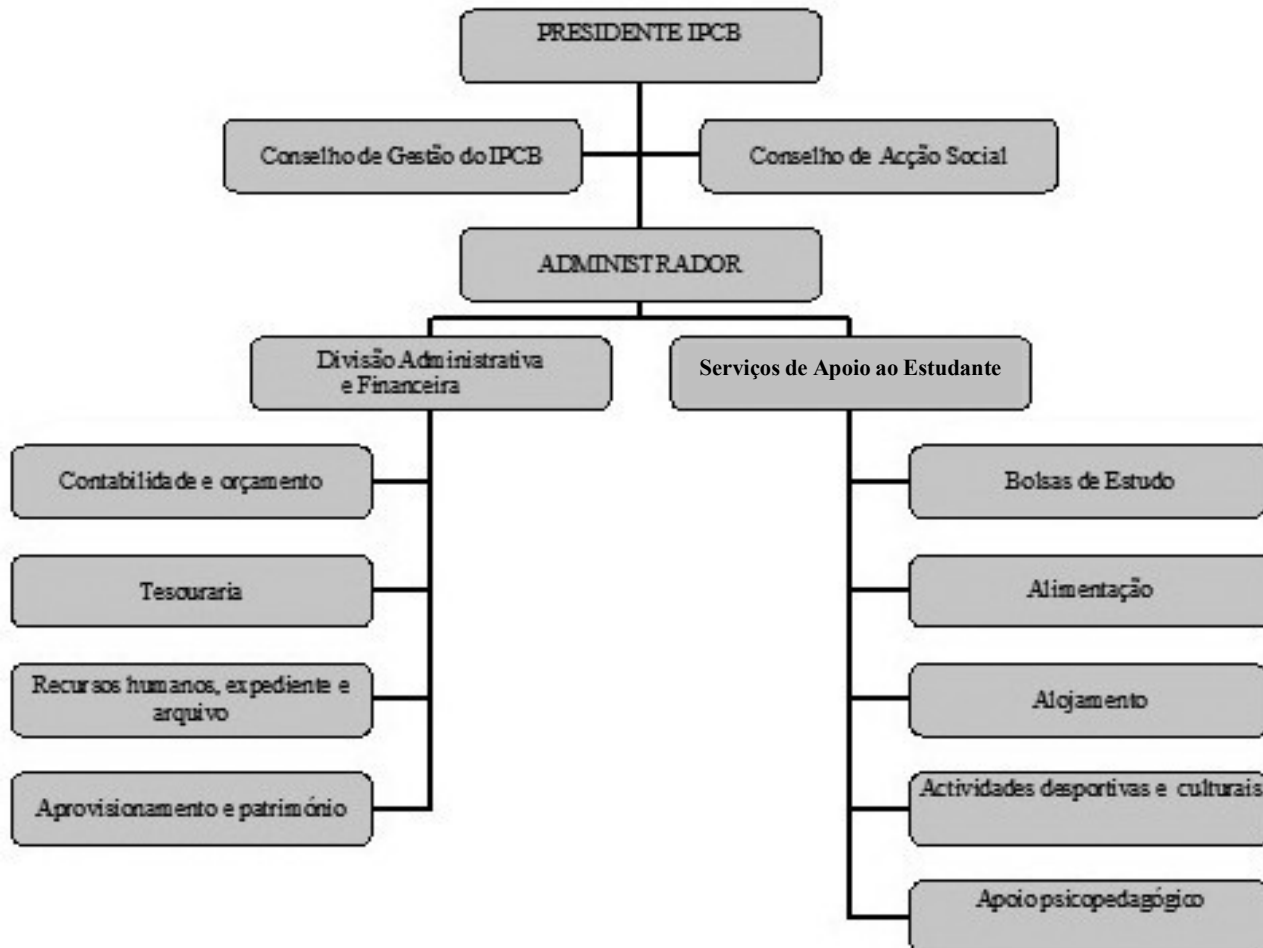 PRESIDENTE IPCB
Conselho de Gestão do IPCB
Conselho de Acção Social
ADMINISTRADOR
Divisão Administrativa
e Financeira
Serviços de Apoio ao Estudante
Contabilidade e orçamento
Tesouraria
Recursos humanos, expediente e
arquivo
Aprovisionamento e património
Bolsas de Estudo
Alimentação
Alojamento
Actividades desportivas e culturais
Apoio psicopedagógico